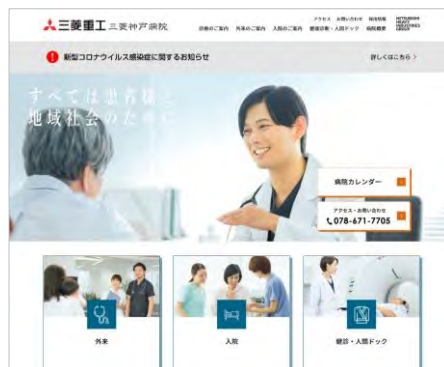 アクセス お問い合わせ 採用情報
MITSUBISHI HEAVY INDUSTRIES GROUP
三菱重工 三菱神戸病院
診療のご案内 外来のご案内 入院のご案内 健康診断・人間ドック 病院概要
! 新型コロナウイルス感染症に関するお知らせ 詳しくはこちら >
すべては患者様と
地域社会のために
病院カレンダー
アクセス・お問い合わせ
078-671-7705
外来 入院 健診・人間ドック